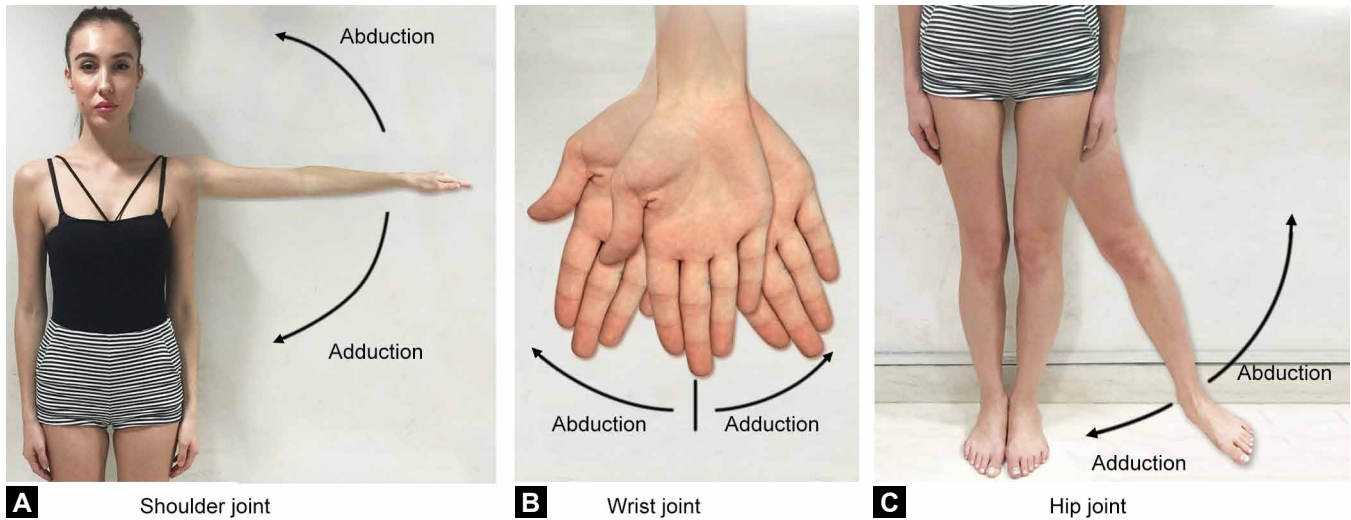 Abduction
Adduction
A
Shoulder joint
Abduction
Adduction
B
Wrist joint
Abduction
Adduction
C
Hip joint